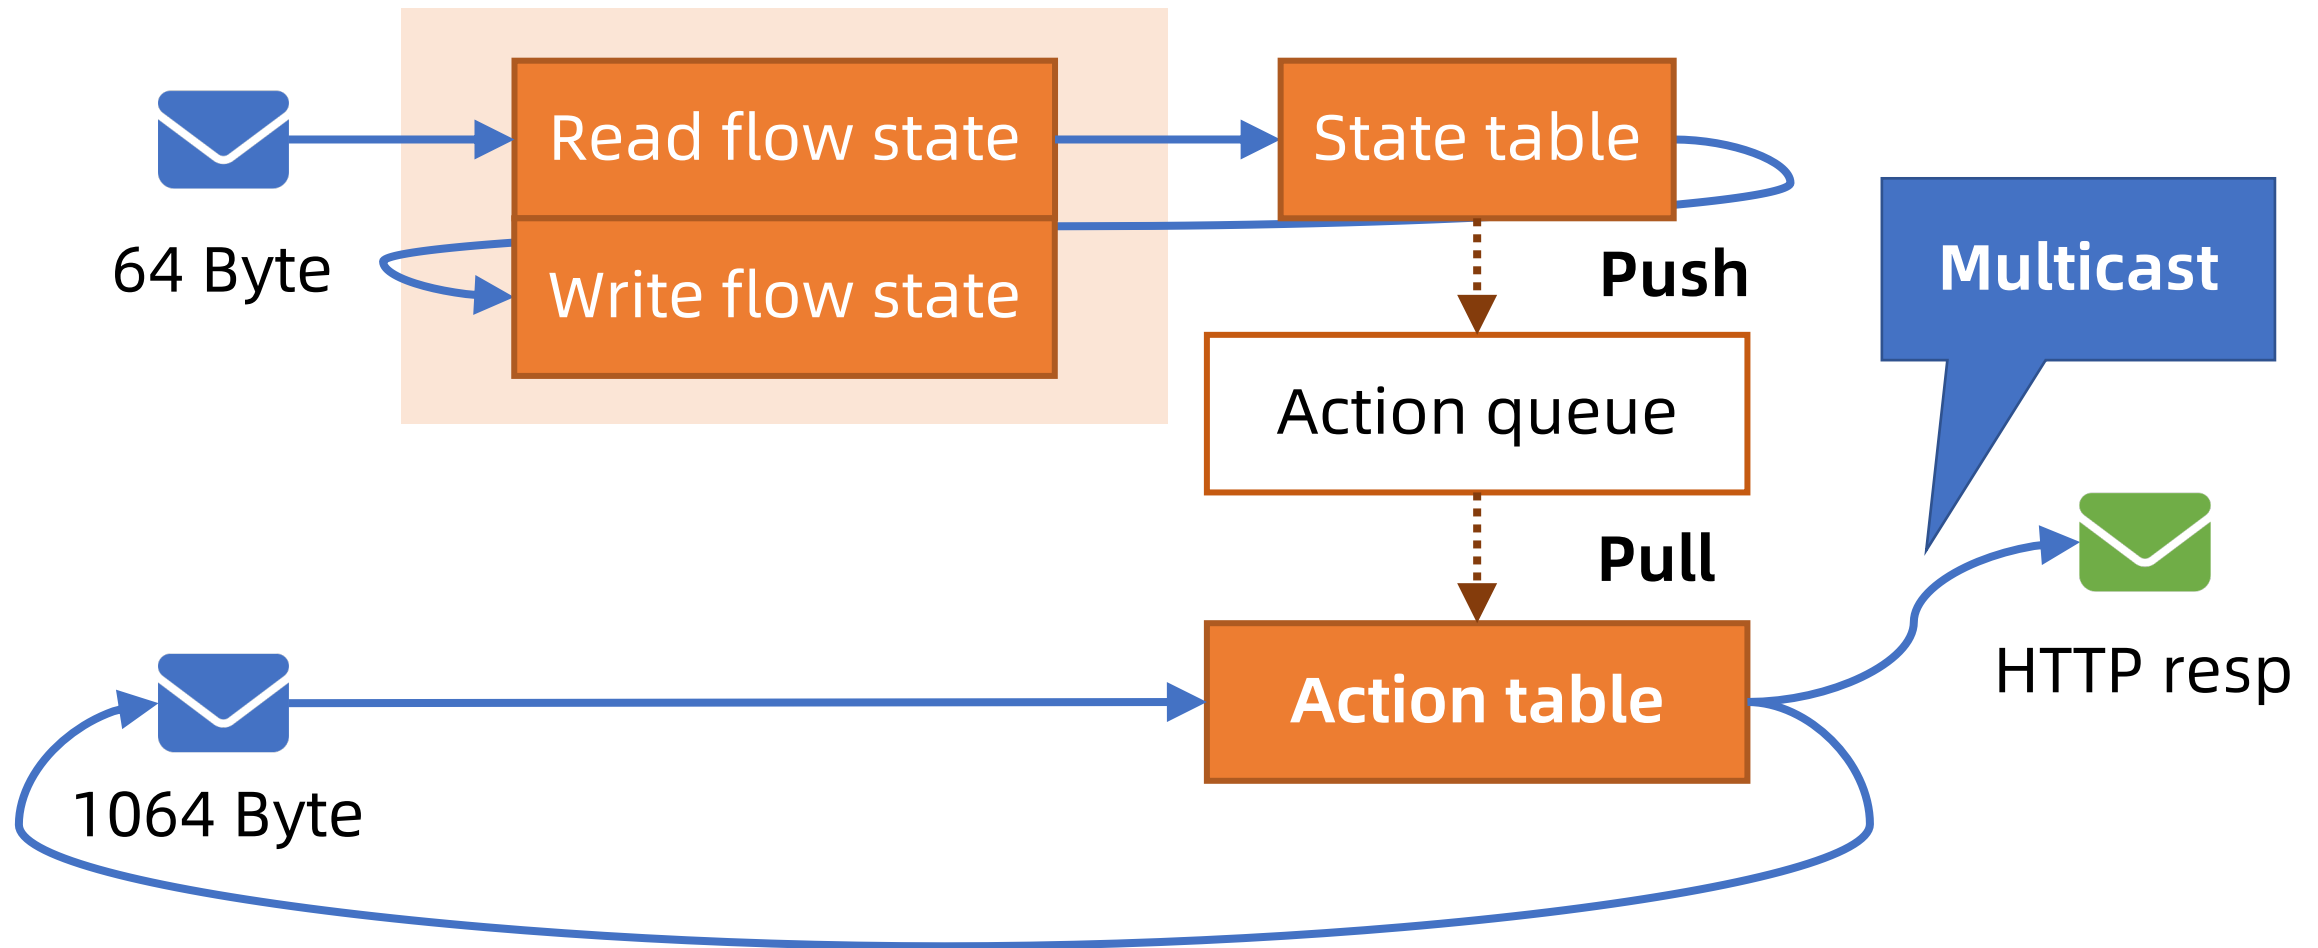 Read flow state
State table
64 Byte
Write flow state
Push
Multicast
Action queue
Pull
HTTP resp
Action table
1064 Byte